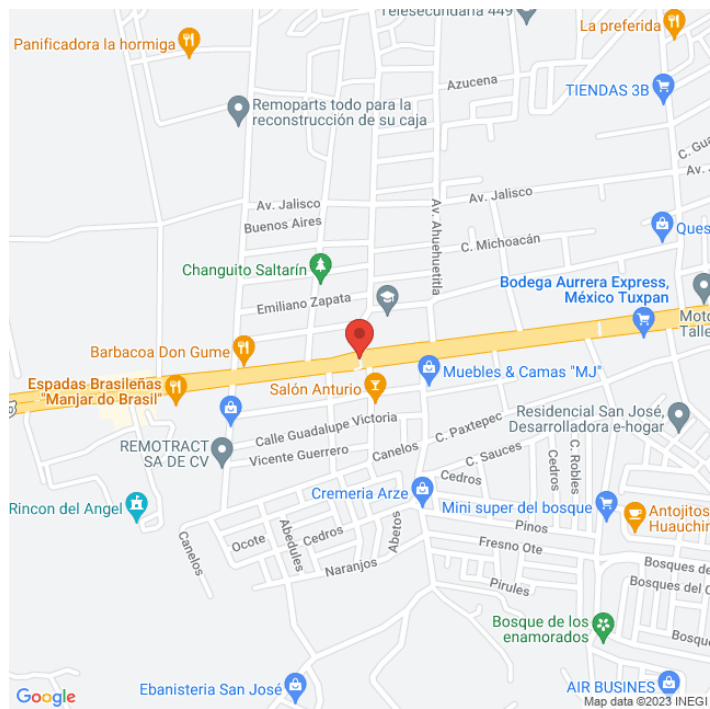 Telesecundaria 449
La preferida
Panificadora la hormiga
Azucena
TIENDAS 3B
Remoparts todo para la
reconstrucción de su caja
C. Gua
Av. J
Av. Jalisco
Av. Jalisco
Buenos Aires
Av. Ahuehuetitla
C. Michoacán
Ques
Changuito Saltarín
Emiliano Zapata
Bodega Aurrera Express,
México Tuxpan
Moto
Talle
Barbacoa Don Gume
Muebles & Camas "MJ"
Espadas Brasileñas
"Manjar do Brasil"
Salón Anturio
Residencial San José,
Desarrolladora e-hogar
Calle Guadalupe Victoria
C. Paxtepec
REMOTRACT
SA DE CV
Vicente Guerrero
Canelos
C. Sauces
Cedros
C. Robles
Cedros
Cremeria Arze
Rincon del Angel
Mini super del bosque
Antojitos
Huauchin
Canelos
Ocote
Abedules
Cedros
Abetos
Pinos
Fresno Ote
Naranjos
Bosques de
Bosques del C
Pirules
Bosque de los
enamorados
Bosqu
Ebanisteria San José
AIR BUSINES
Google
Map data ©2023 INEGI